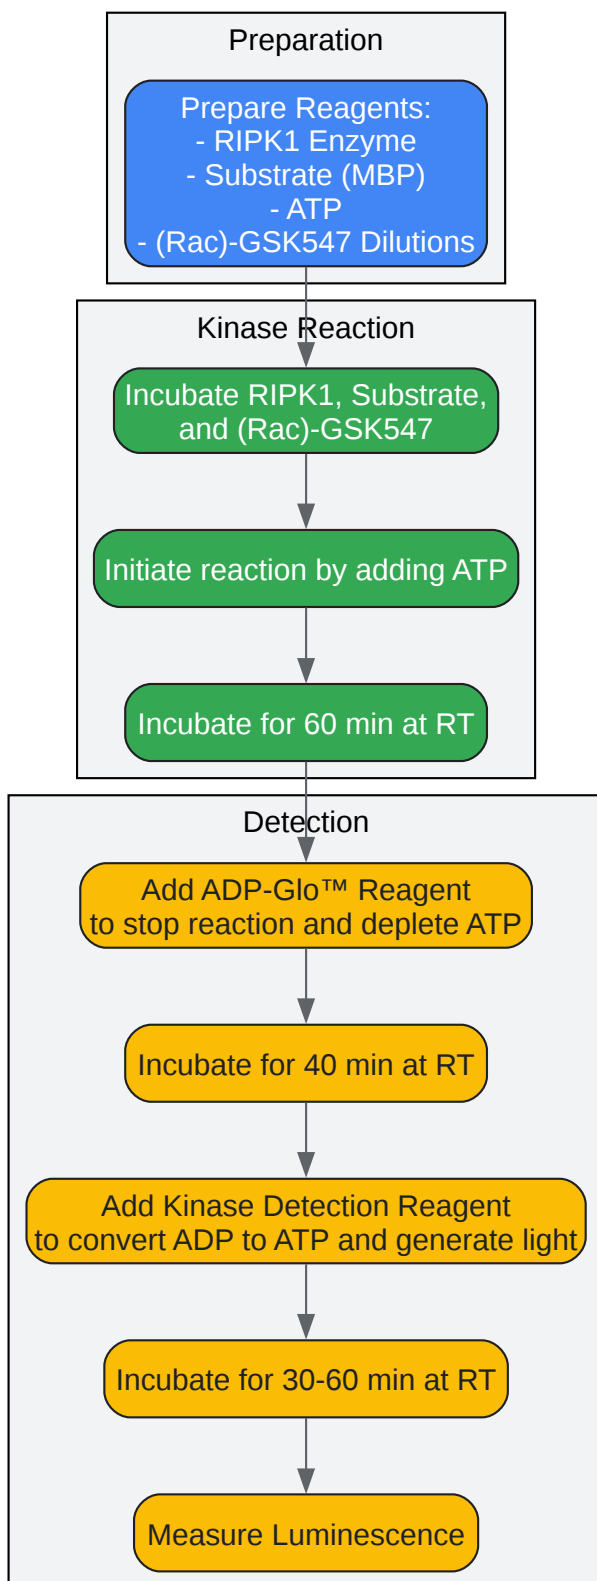 Preparation
Prepare Reagents:
- RIPK1 Enzyme
- Substrate (MBP)
- ATP
- (Rac)-GSK547 Dilutions
Kinase Reaction
Incubate RIPK1, Substrate,
and (Rac)-GSK547
Initiate reaction by adding ATP
Incubate for 60 min at RT
Detection
Add ADP-Glo™ Reagent
to stop reaction and deplete ATP
Incubate for 40 min at RT
Add Kinase Detection Reagent
to convert ADP to ATP and generate light
Incubate for 30-60 min at RT
Measure Luminescence